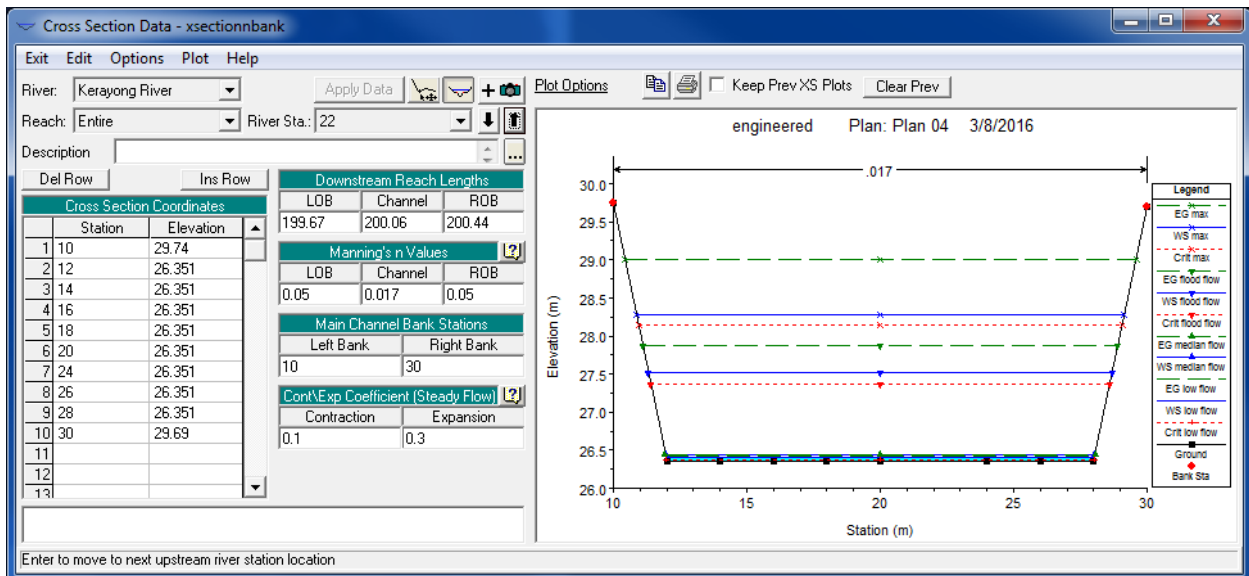 Cross Section Data - xsectionnbank
Exit Edit Options Plot Help
River: Kerayong River
Apply Data
Plot Options
Keep Prev XS Plots
Clear Prev
Reach: Entire
River Sta.: 22
Description
...
Del Row
Ins Row
Cross Section Coordinates
Station Elevation
1 10 29.74
2 12 26.351
3 14 26.351
4 16 26.351
5 18 26.351
6 20 26.351
7 24 26.351
8 26 26.351
9 28 26.351
10 30 29.69
11
12
13
Downstream Reach Lengths
LOB Channel ROB
199.67 200.06 200.44
Manning's n Values
LOB Channel ROB
0.05 0.017 0.05
Main Channel Bank Stations
Left Bank Right Bank
10 30
Cont\Exp Coefficient (Steady Flow)
Contraction Expansion
0.1 0.3
engineered Plan: Plan 04 3/8/2016
.017
30.0
29.5
29.0
28.5
28.0
27.5
27.0
26.5
26.0
Elevation (m)
10 15 20 25 30
Station (m)
Legend
EG max
WS max
Crit max
EG flood flow
WS flood flow
Crit flood flow
EG median flow
WS median flow
EG low flow
WS low flow
Crit low flow
Ground
Bank Sta
Enter to move to next upstream river station location